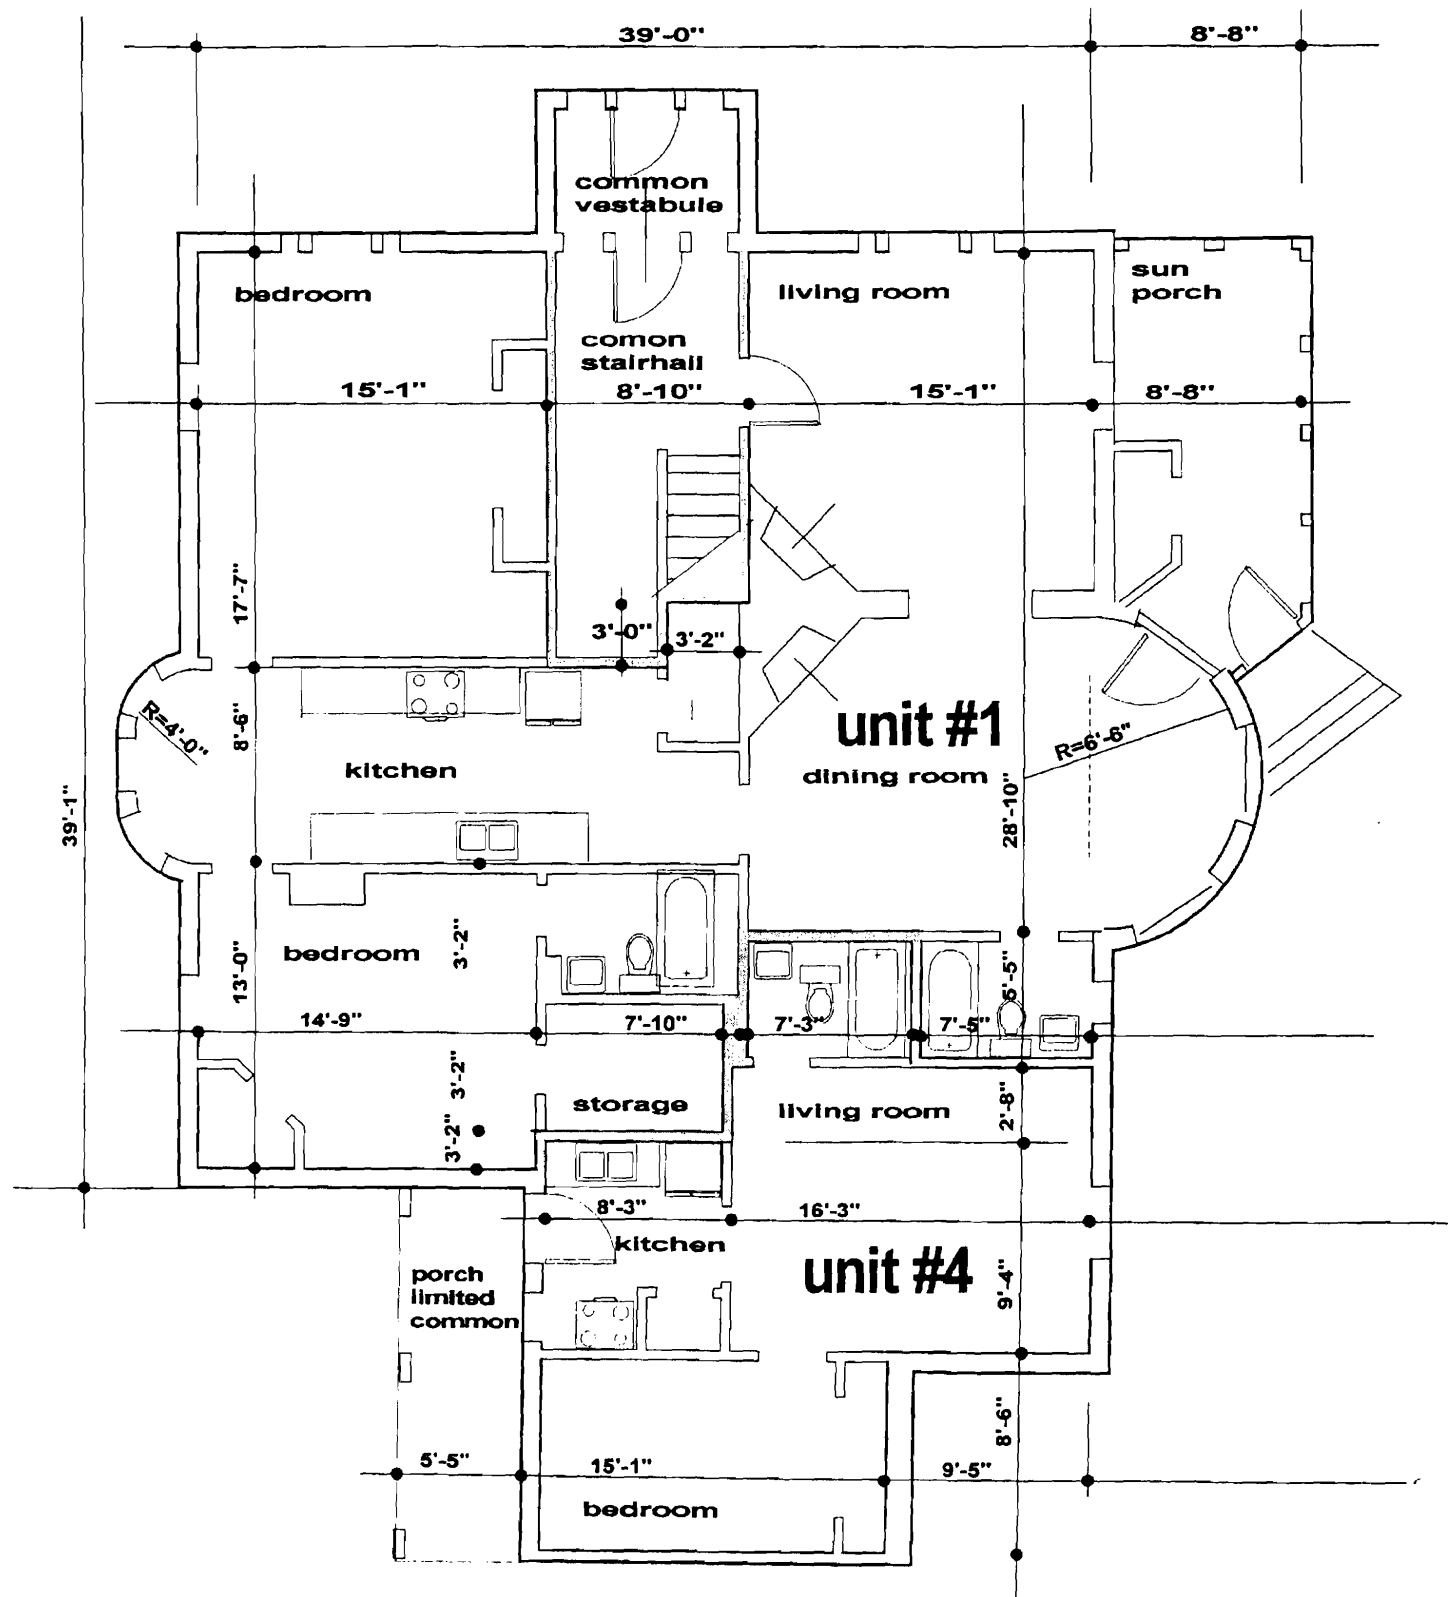 39'-0" 8'-8"
common
vestabule
bedroom
living room
sun
porch
comon
stairhall
15'-1" 8'-10" 15'-1" 8'-8"
17'-7"
3'-0" 3'-2"
R=4'-0"
8'-6"
unit #1
R=6'-6"
kitchen
dining room
39'-1"
28'-10"
bedroom
3'-2"
13'-0"
5'-5"
14'-9" 7'-10" 7'-3" 7'-5"
3'-2"
storage
living room
2'-8"
3'-2"
8'-3" 16'-3"
kitchen
unit #4
porch
limited
common
9'-4"
8'-6"
5'-5" 15'-1" 9'-5"
bedroom